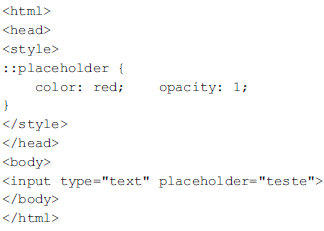 <html>
<head>
<style>
::placeholder {
    color: red;    opacity: 1;
}
</style>
</head>
<body>
<input type="text" placeholder="teste">
</body>
</html>